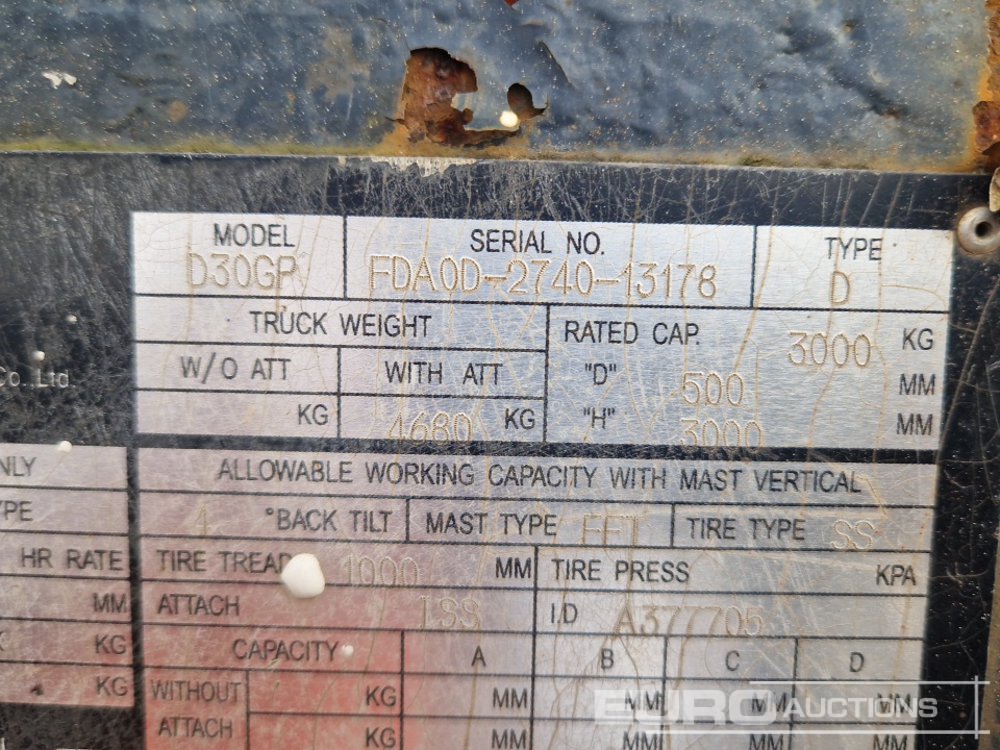 MODEL SERIAL NO. TYPE
D30GP FDA0D-2740-13178 D
TRUCK WEIGHT RATED CAP. 3000 KG
Co.,Ltd. W/O ATT WITH ATT "D" 500 MM
KG 4680 KG "H" 3000 MM
NLY ALLOWABLE WORKING CAPACITY WITH MAST VERTICAL
YPE °BACK TILT MAST TYPE FFT TIRE TYPE SS
HR RATE TIRE TREAD 1000 MM TIRE PRESS KPA
MM ATTACH ISS I.D A377705
KG CAPACITY A B C D
KG WITHOUT KG MM MM MM MM
ATTACH KG MM MM MM MM
EURO AUCTIONS